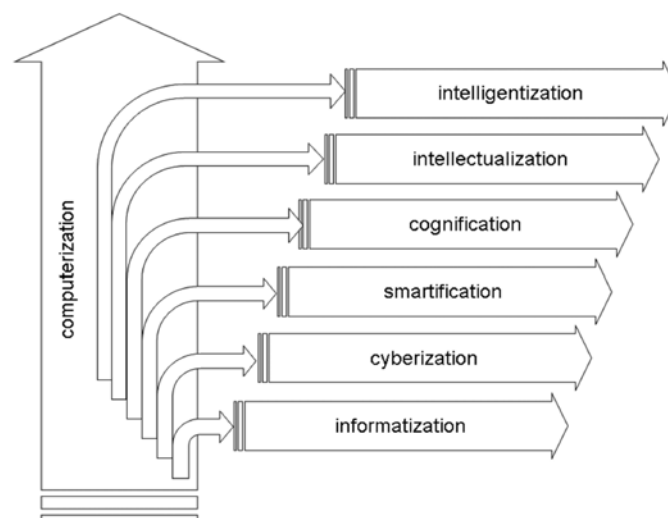 intelligentization
intellectualization
cognification
smartification
cyberization
informatization
computerization